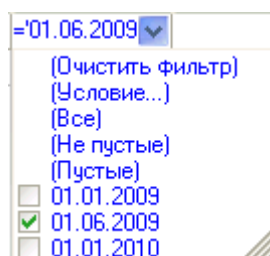 ='01.06.2009
(Очистить фильтр)
(Условие...)
(Все)
(Не пустые)
(Пустые)
01.01.2009
01.06.2009
01.01.2010